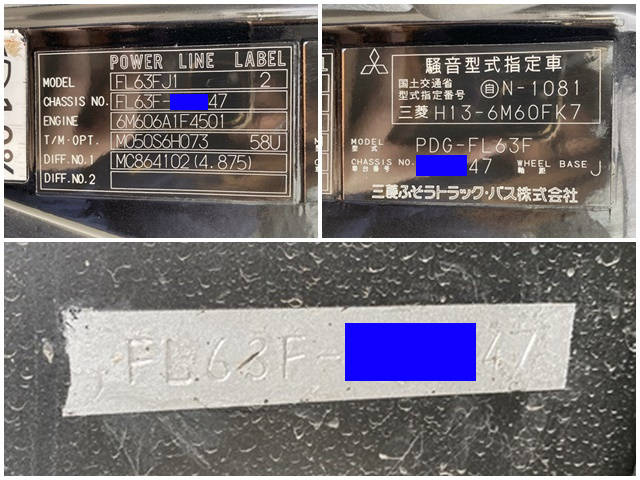 POWER LINE LABEL
MODEL FL63FJ1 2
CHASSIS NO. FL63F- 47
ENGINE 6M606A1F4501
T/M·OPT. M050S6H073 58U
DIFF.NO.1 MC864102(4.875)
DIFF.NO.2
騒音型式指定車
国土交通省
型式指定番号 自N-1081
三菱 H13-6M60FK7
MODEL
型式 PDG-FL63F
CHASSIS NO. 47 WHEEL BASE J
車台番号 軸距
三菱ふそうトラック・バス株式会社
FL63F- 47